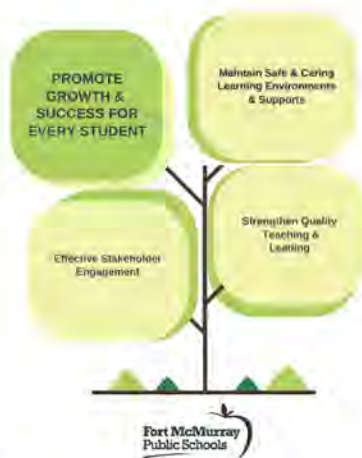 PROMOTE
GROWTH &
SUCCESS FOR
EVERY STUDENT
Maintain Safe & Caring
Learning Environments
& Supports
Effective Stakeholder
Engagement
Strengthen Quality
Teaching &
Learning
Fort McMurray
Public Schools